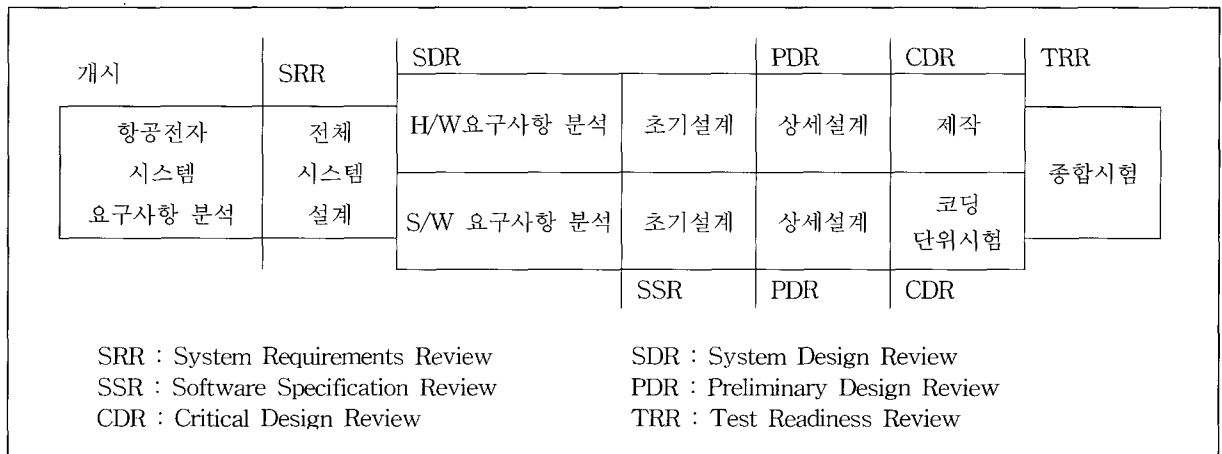 개시 SRR SDR PDR CDR TRR
항공전자
시스템
요구사항 분석
전체
시스템
설계
H/W요구사항 분석 초기설계 상세설계 제작
S/W 요구사항 분석 초기설계 상세설계 코딩
단위시험
종합시험
SSR PDR CDR
SRR : System Requirements Review SDR : System Design Review
SSR : Software Specification Review PDR : Preliminary Design Review
CDR : Critical Design Review TRR : Test Readiness Review